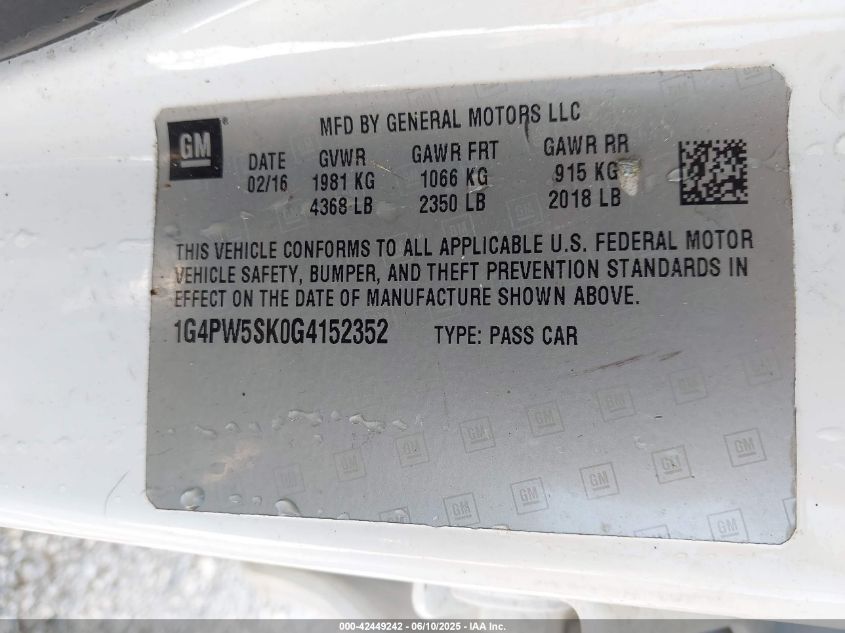 GM®
MFD BY GENERAL MOTORS LLC
DATE GVWR GAWR FRT GAWR RR
02/16 1981 KG 1066 KG 915 KG
4368 LB 2350 LB 2018 LB
THIS VEHICLE CONFORMS TO ALL APPLICABLE U.S. FEDERAL MOTOR
VEHICLE SAFETY, BUMPER, AND THEFT PREVENTION STANDARDS IN
EFFECT ON THE DATE OF MANUFACTURE SHOWN ABOVE.
1G4PW5SK0G4152352 TYPE: PASS CAR
000-42449242 - 06/10/2025 - IAA Inc.